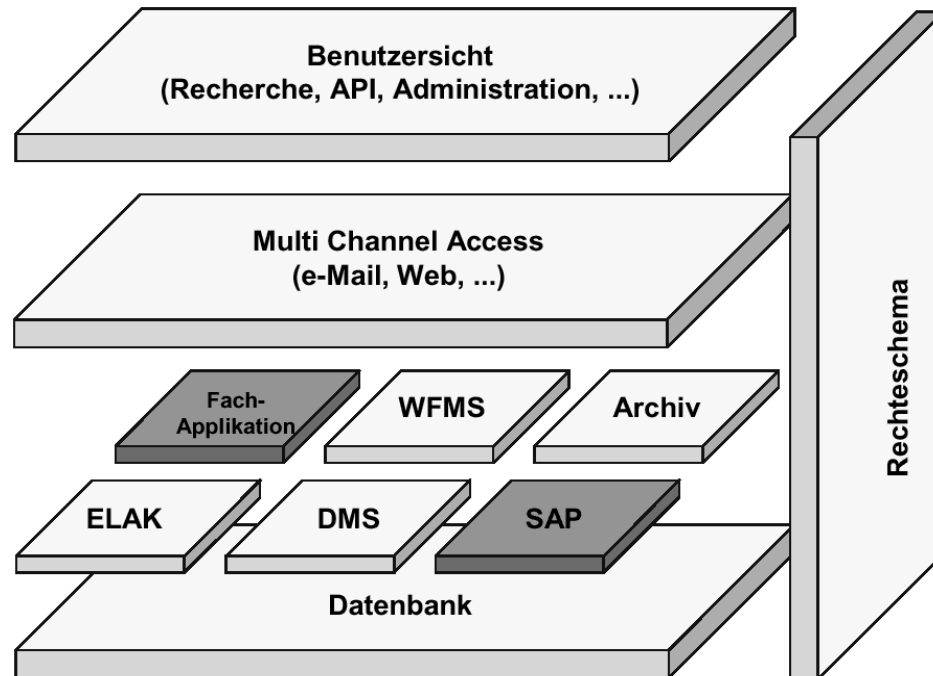 Benutzersicht
(Recherche, API, Administration, ...)
Multi Channel Access
(e-Mail, Web, ...)
Fach-
Applikation
WFMS
Archiv
ELAK
DMS
SAP
Datenbank
Rechteschema